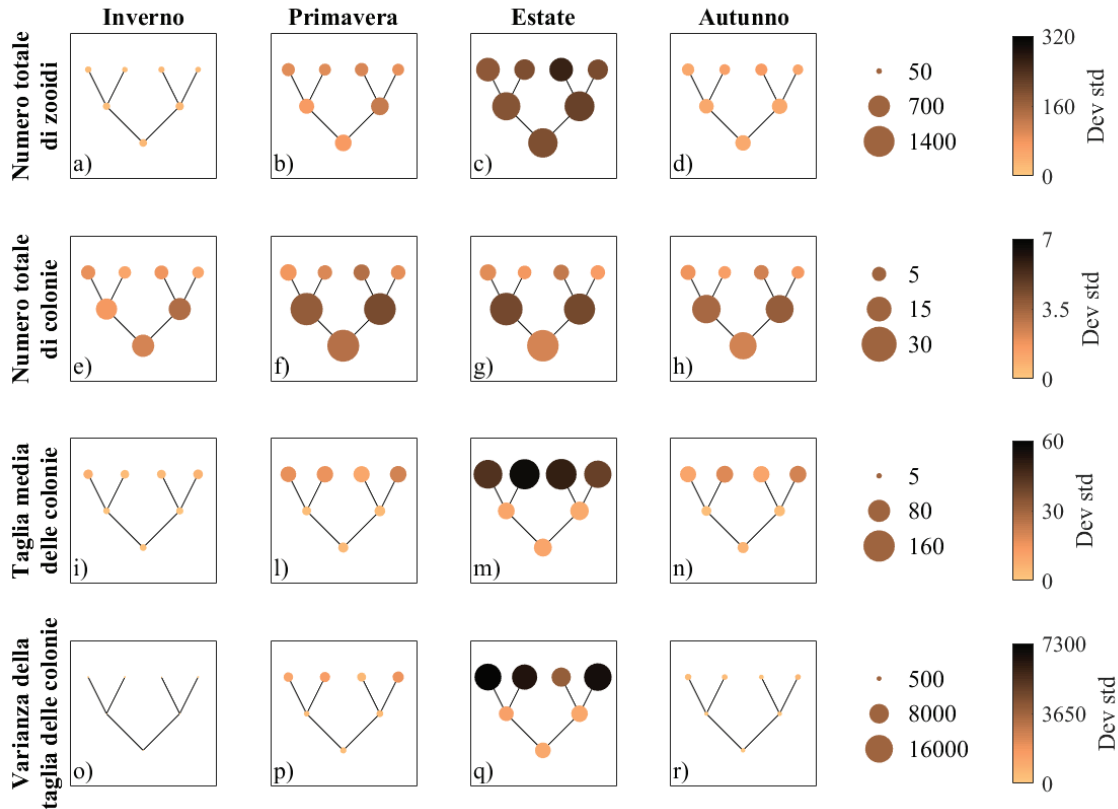 Inverno
Primavera
Estate
Autunno
Numero totale
di zooidi
a)
b)
c)
d)
50
700
1400
320
160
0
Dev std
Numero totale
di colonie
e)
f)
g)
h)
5
15
30
7
3.5
0
Dev std
Taglia media
delle colonie
i)
l)
m)
n)
5
80
160
60
30
0
Dev std
Varianza della
taglia delle colonie
o)
p)
q)
r)
500
8000
16000
7300
3650
0
Dev std